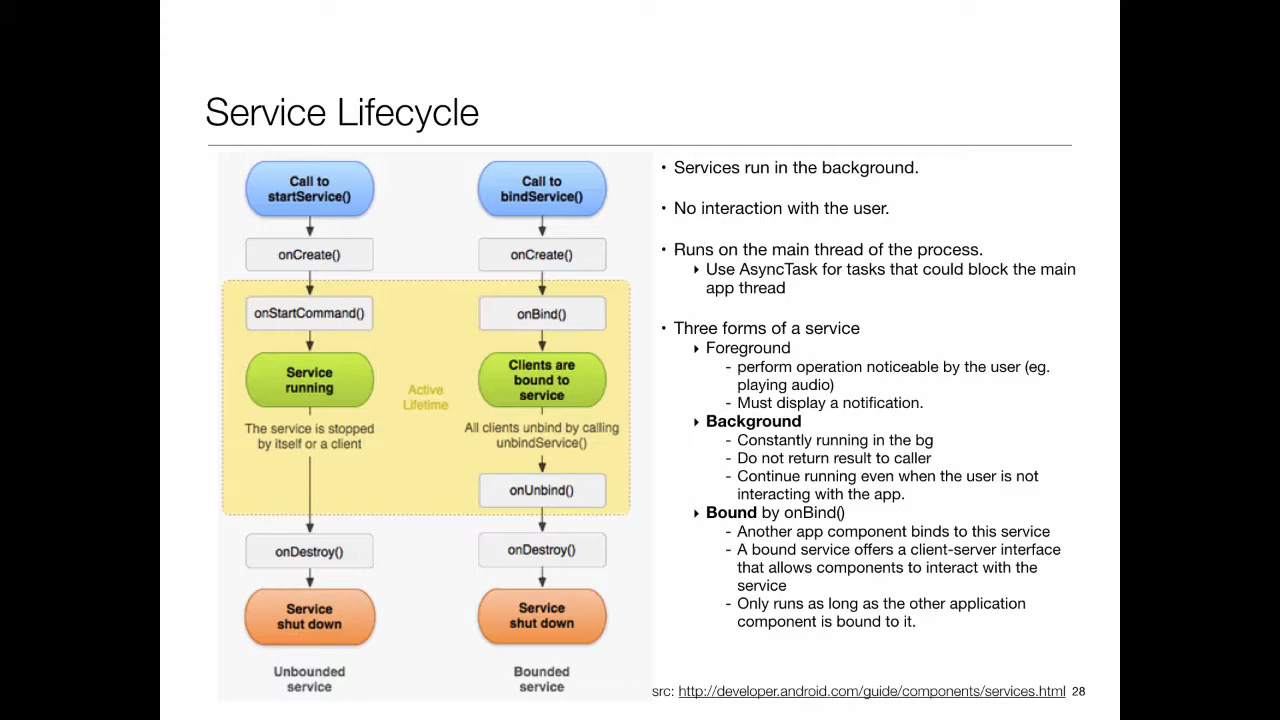 Service Lifecycle
Call to
startService()
onCreate()
onStartCommand()
Service
running
The service is stopped
by itself or a client
onDestroy()
Service
shut down
Unbounded
service
Active
Lifetime
Call to
bindService()
onCreate()
onBind()
Clients are
bound to
service
All clients unbind by calling
unbindService()
onUnbind()
onDestroy()
Service
shut down
Bounded
service
• Services run in the background.
• No interaction with the user.
• Runs on the main thread of the process.
‣ Use AsyncTask for tasks that could block the main
app thread
• Three forms of a service
‣ Foreground
- perform operation noticeable by the user (eg.
playing audio)
- Must display a notification.
‣ Background
- Constantly running in the bg
- Do not return result to caller
- Continue running even when the user is not
interacting with the app.
‣ Bound by onBind()
- Another app component binds to this service
- A bound service offers a client-server interface
that allows components to interact with the
service
- Only runs as long as the other application
component is bound to it.
src: http://developer.android.com/guide/components/services.html 28